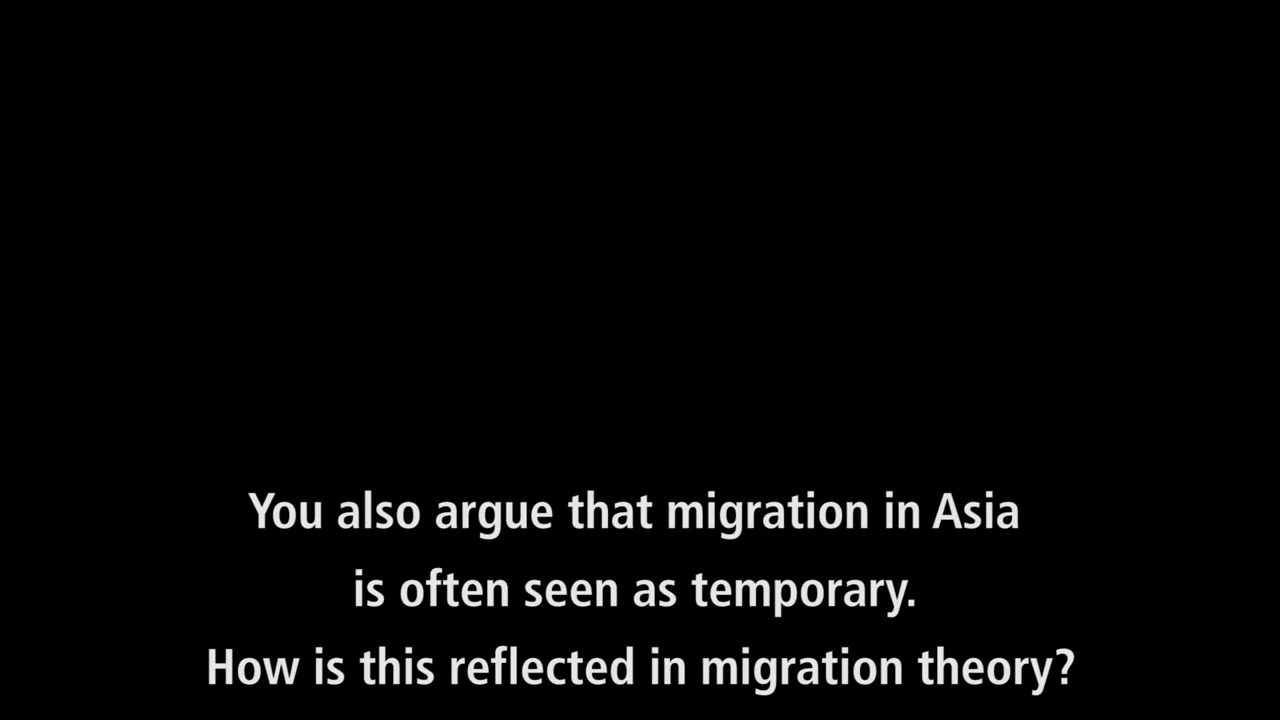 You also argue that migration in Asia
is often seen as temporary.
How is this reflected in migration theory?